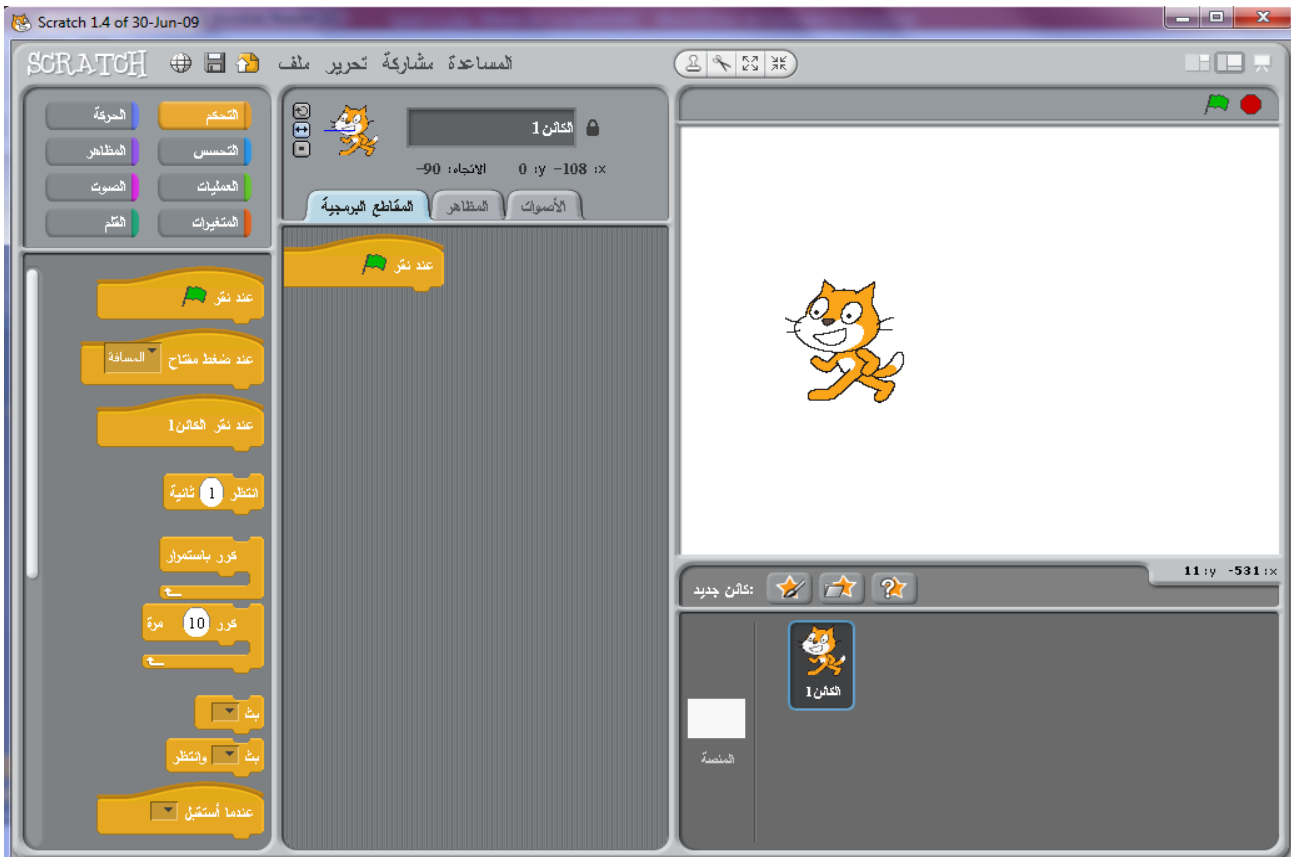 Scratch 1.4 of 30-Jun-09
SCRATCH
ملف تحرير مشاركة المساعدة
الحركة
التحكم
المظاهر
التحسس
الصوت
العمليات
القلم
المتغيرات
الكائن1
x: -108 y: 0 الاتجاه: -90
المقاطع البرمجية
المظاهر
الأصوات
عند نقر
عند نقر
عند ضغط مفتاح المسافة
عند نقر الكائن1
انتظر 1 ثانية
كرر باستمرار
كرر 10 مرة
بث
بث وانتظر
عندما أستقبل
x: -531 y: 11
كائن جديد:
الكائن1
المنصة